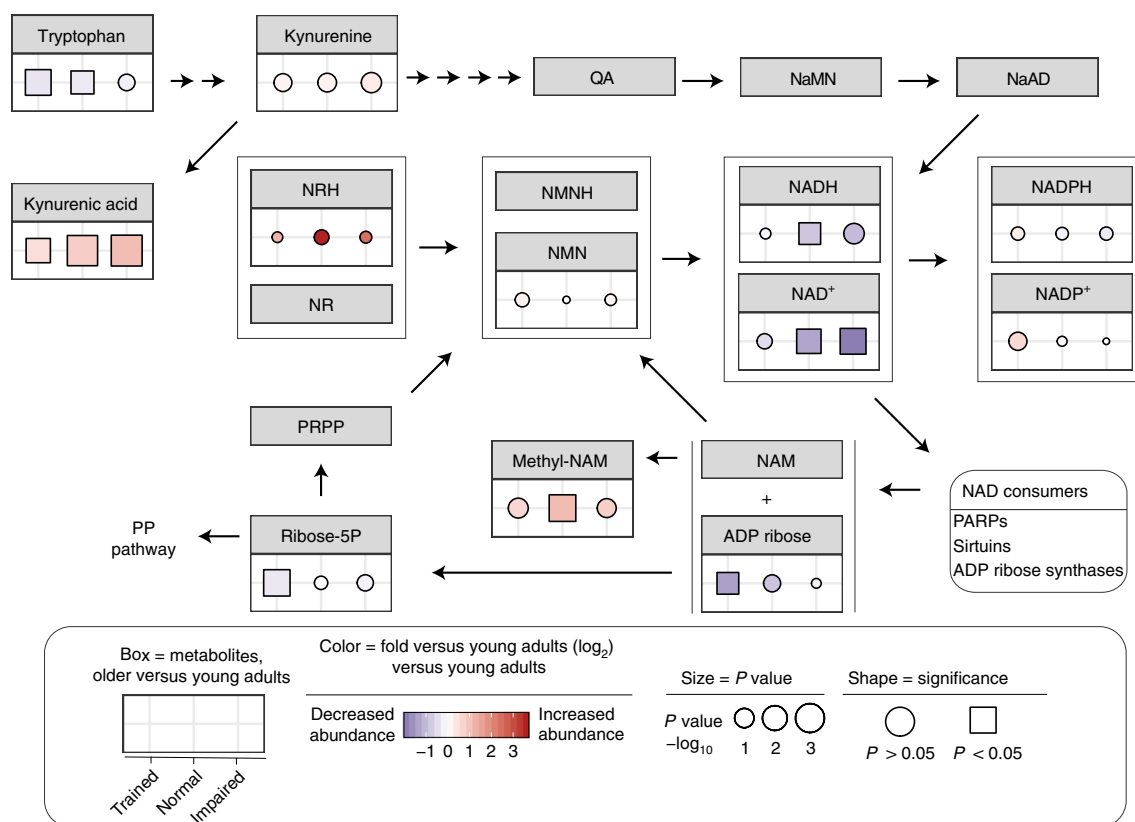 Tryptophan
Kynurenine
QA
NaMN
NaAD
Kynurenic acid
NRH
NR
NMNH
NMN
NADH
NAD+
NADPH
NADP+
PRPP
Methyl-NAM
NAM
+
ADP ribose
NAD consumers
PARPs
Sirtuins
ADP ribose synthases
PP
pathway
Ribose-5P
Box = metabolites,
older versus young adults
Trained
Normal
Impaired
Color = fold versus young adults (log2)
versus young adults
Decreased
abundance
−1 0 1 2 3
Increased
abundance
Size = P value
P value
−log10
1 2 3
Shape = significance
P > 0.05
P < 0.05